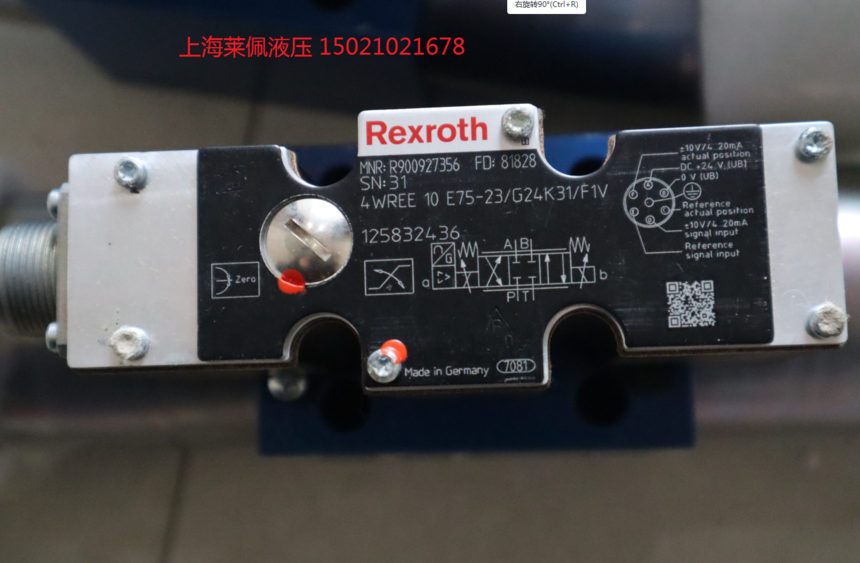 右旋转90°(Ctrl+R)
上海莱佩液压 15021021678
Rexroth
MNR: R900927356 FD: 81828
SN: 31
4WREE 10 E75-23/G24K31/F1V
125832436
Zero
A B
a
b
P T
Made in Germany 7081
±10V/4 20mA
actual position
DC +24 V (UB)
0 V (UB)
Reference
actual position
±10V/4 20mA
signal input
Reference
signal input